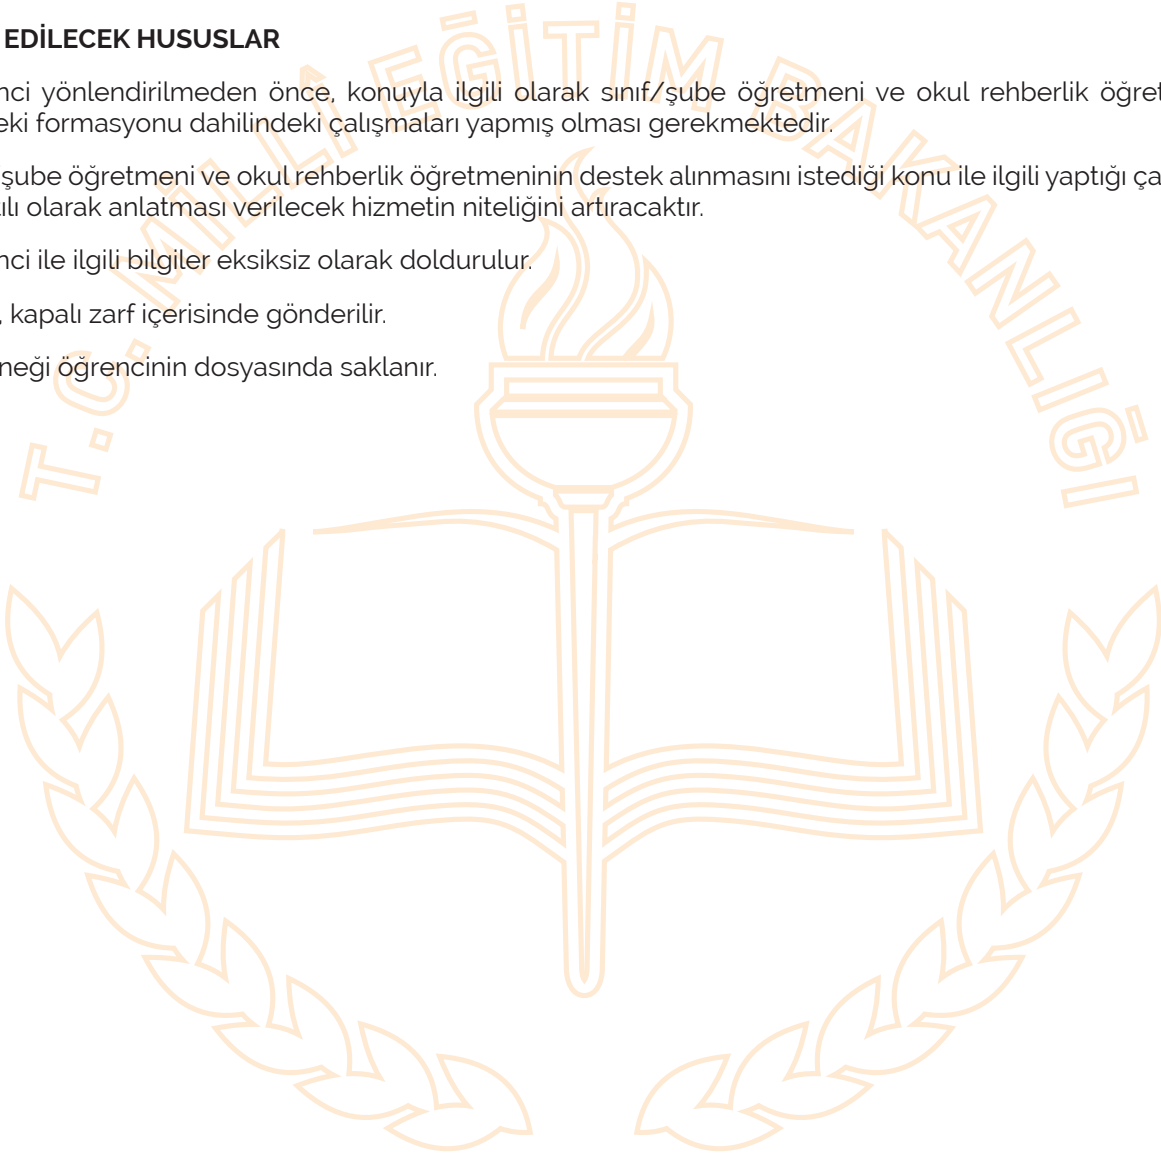 EDİLECEK HUSUSLAR
nci yönlendirilmeden önce, konuyla ilgili olarak sınıf/şube öğretmeni ve okul rehberlik öğret
eki formasyonu dahilindeki çalışmaları yapmış olması gerekmektedir.
şube öğretmeni ve okul rehberlik öğretmeninin destek alınmasını istediği konu ile ilgili yaptığı ça
ılı olarak anlatması verilecek hizmetin niteliğini artıracaktır.
nci ile ilgili bilgiler eksiksiz olarak doldurulur.
, kapalı zarf içerisinde gönderilir.
neği öğrencinin dosyasında saklanır.
T.C. MİLLÎ EĞİTİM BAKANLIĞI